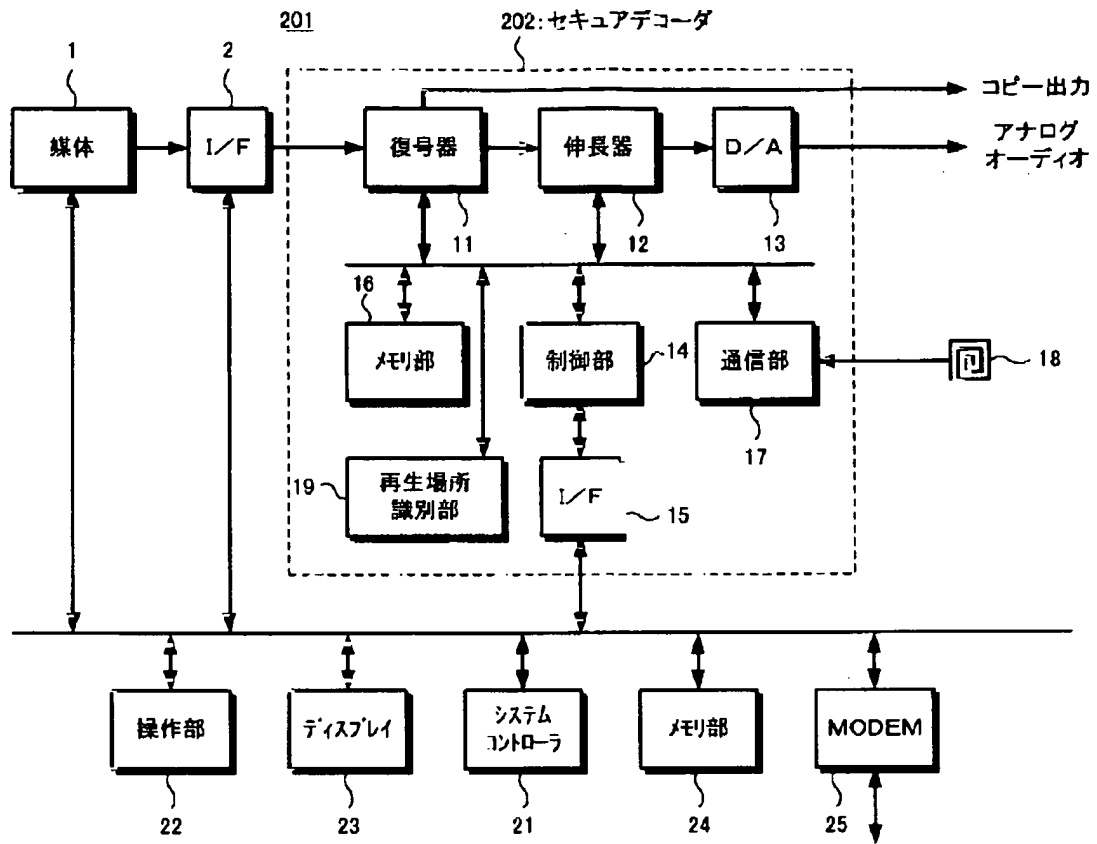 201
202:セキュアデコーダ
1
2
媒体
I/F
復号器
伸長器
D/A
コピー出力
アナログ
オーディオ
11
12
13
16
メモリ部
制御部
14
通信部
17
18
19
再生場所
識別部
I/F
15
操作部
ディスプレイ
システム
コントローラ
メモリ部
MODEM
22
23
21
24
25